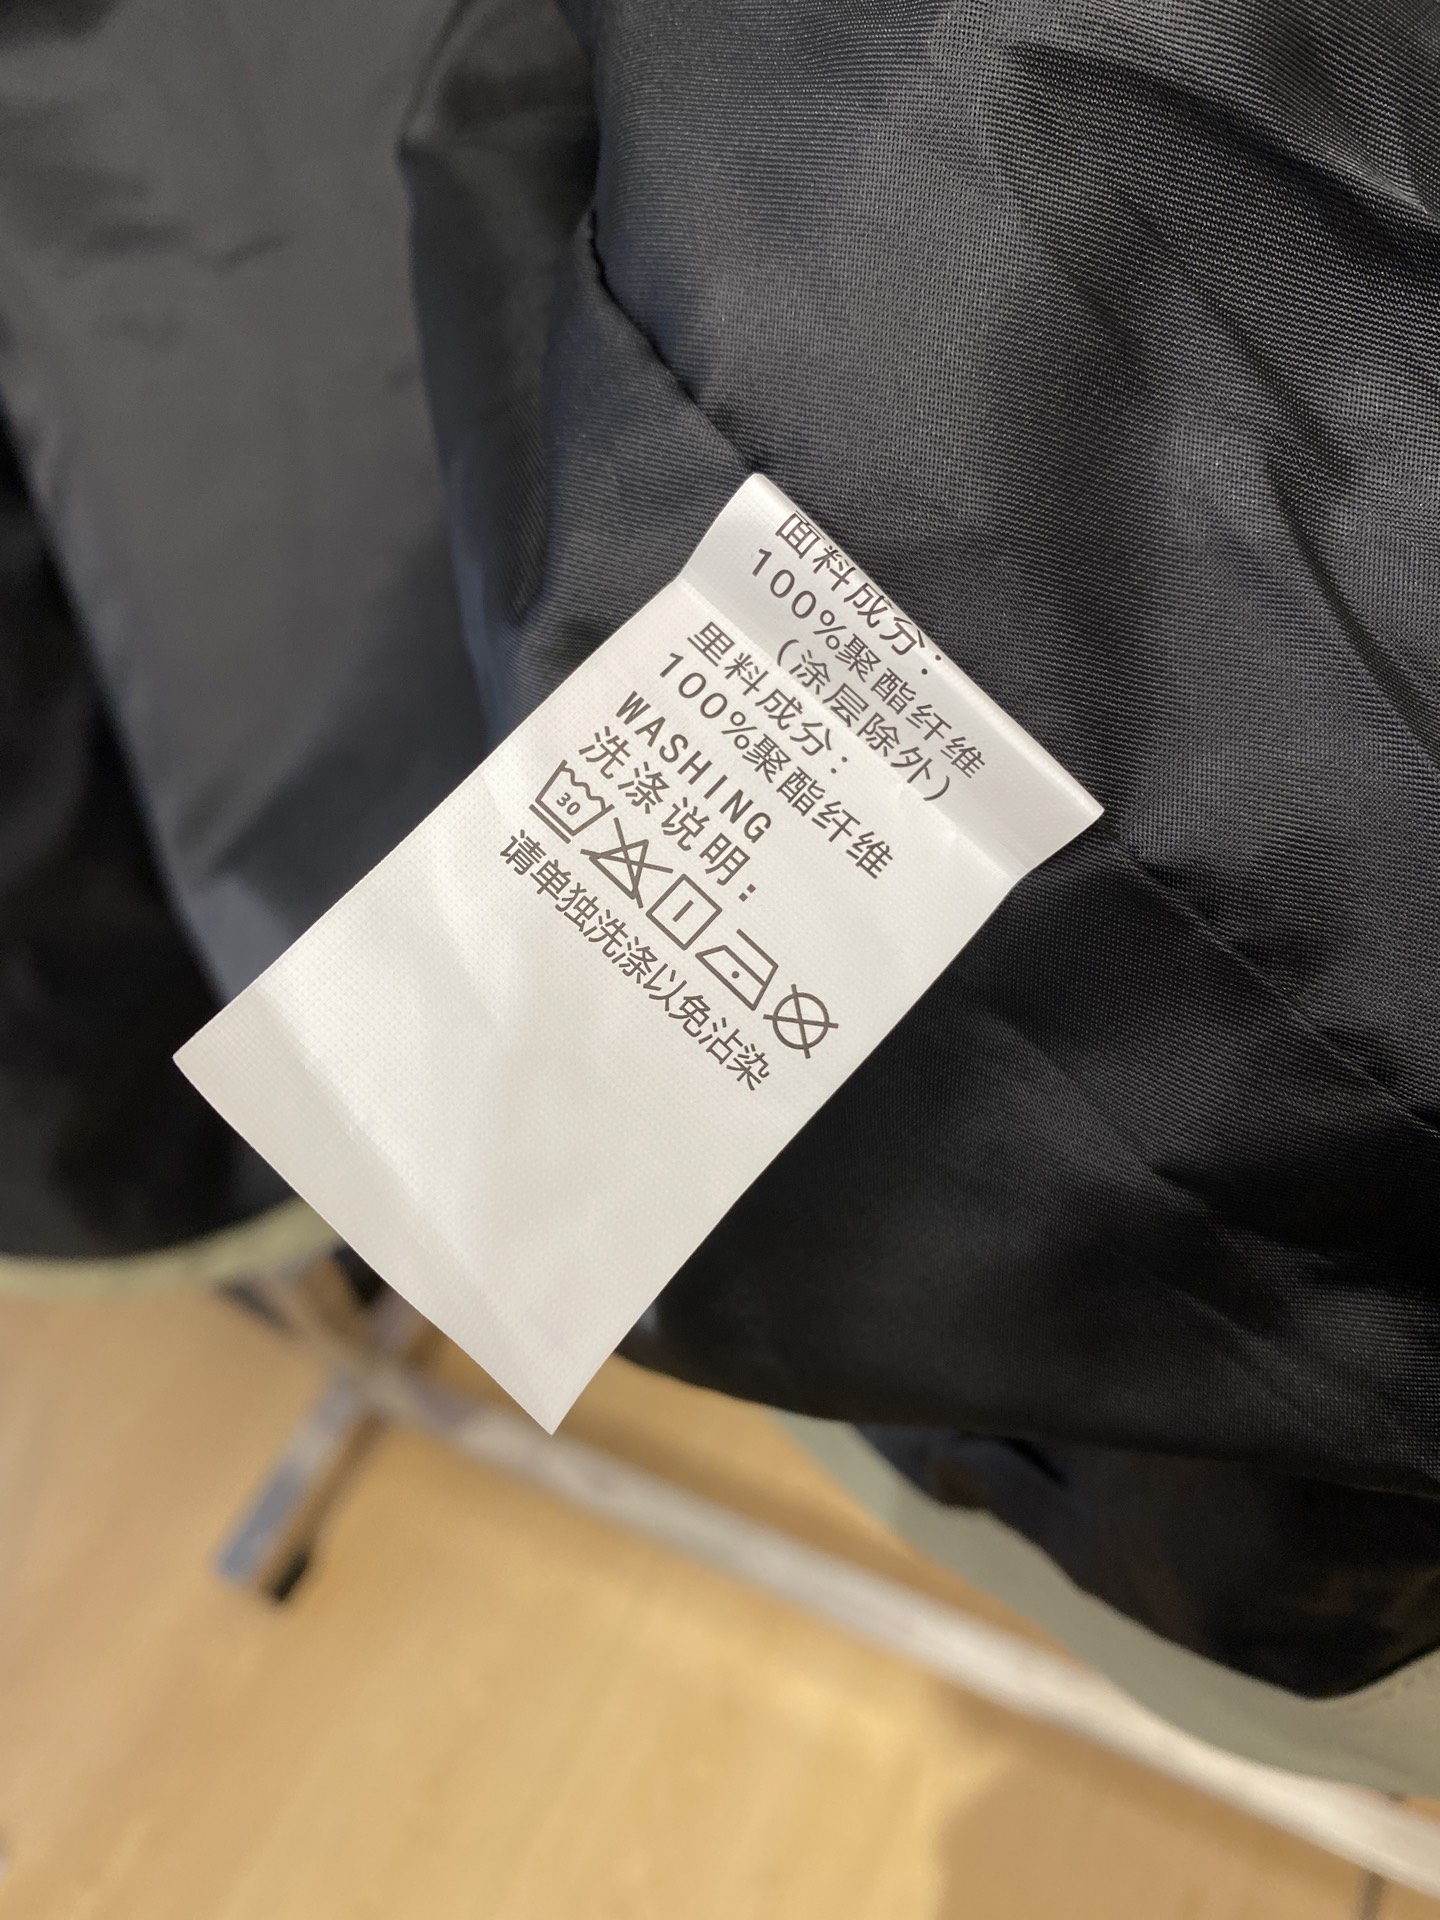 面料成分：
100%聚酯纤维
（涂层除外）
里料成分：
100%聚酯纤维
WASHING
洗涤说明：
30
请单独洗涤以免沾染